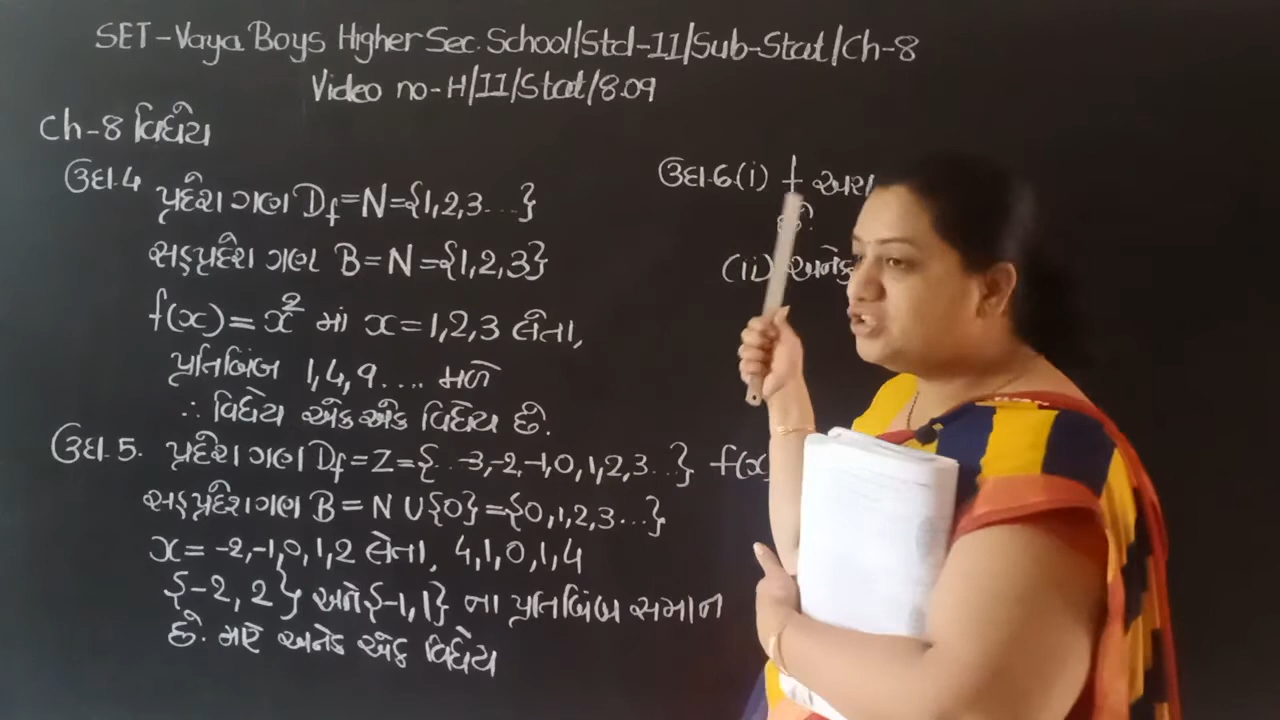 SET-Vaya Boys Higher Sec. School/Std-11/Sub-Stat/Ch-8
Video no-H/11/Stat/8.09
Ch-8 વિધેય
ઉદા.4
પ્રદેશ ગણ Df=N={1,2,3...}
સહપ્રદેશ ગણ B=N={1,2,3}
f(x)=x² માં x=1,2,3 લેતા,
પ્રતિબિંબ 1,4,9.... મળે
∴ વિધેય એક એક વિધેય છે.
ઉદા.5. પ્રદેશ ગણ Df=Z={..-3,-2,-1,0,1,2,3...} f(x)
સહપ્રદેશ ગણ B=N∪{0}={0,1,2,3...}
x=-2,-1,0,1,2 લેતા, 4,1,0,1,4
{-2,2} અને {-1,1} ના પ્રતિબિંબ સમાન
છે. માટે અનેક એક વિધેય
ઉદા.6.(i) f
છે.
(ii) અનેક